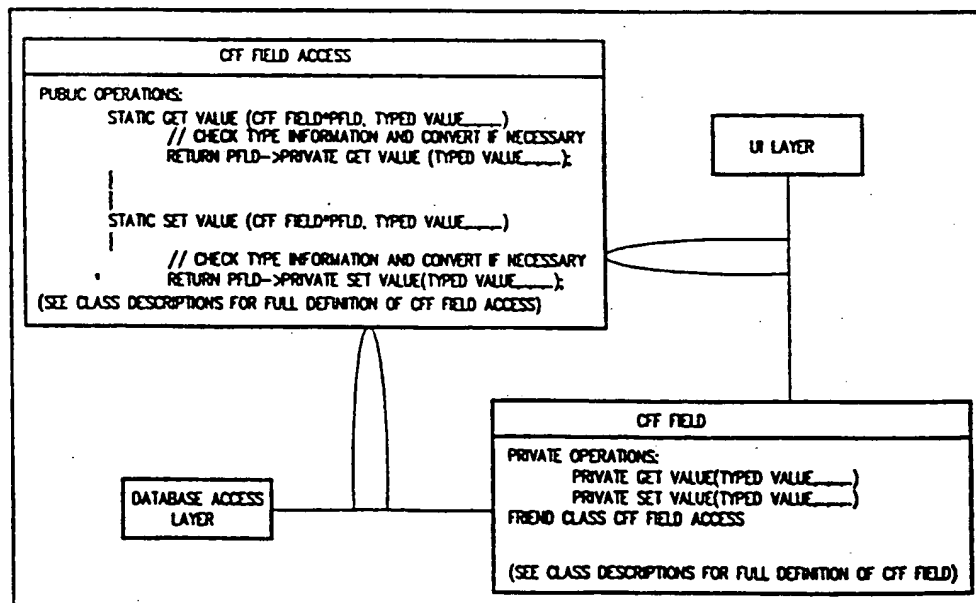 CFF FIELD ACCESS
PUBLIC OPERATIONS:
STATIC GET VALUE (CFF FIELD*PFLD, TYPED VALUE____)
// CHECK TYPE INFORMATION AND CONVERT IF NECESSARY
RETURN PFLD->PRIVATE GET VALUE (TYPED VALUE____);
STATIC SET VALUE (CFF FIELD*PFLD, TYPED VALUE____)
// CHECK TYPE INFORMATION AND CONVERT IF NECESSARY
RETURN PFLD->PRIVATE SET VALUE(TYPED VALUE____);
(SEE CLASS DESCRIPTIONS FOR FULL DEFINITION OF CFF FIELD ACCESS)
UI LAYER
DATABASE ACCESS
LAYER
CFF FIELD
PRIVATE OPERATIONS:
PRIVATE GET VALUE(TYPED VALUE____)
PRIVATE SET VALUE(TYPED VALUE____)
FRIEND CLASS CFF FIELD ACCESS
(SEE CLASS DESCRIPTIONS FOR FULL DEFINITION OF CFF FIELD)